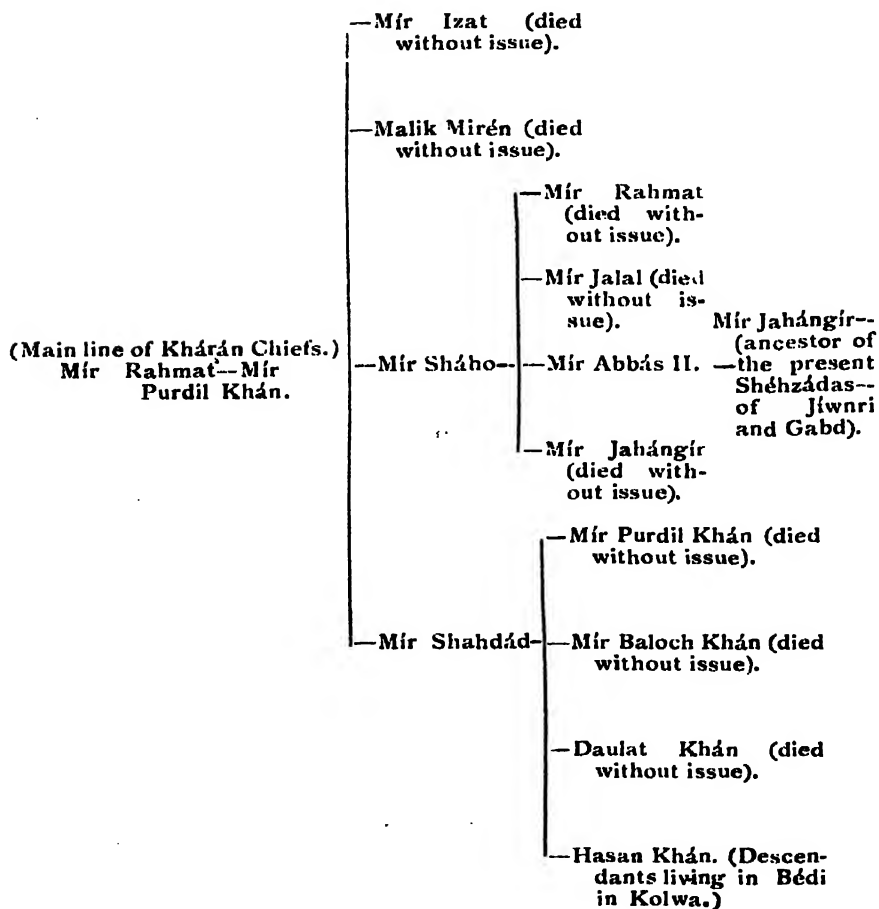 —Mír Izat (died
without issue).
—Malik Mirén (died
without issue).
(Main line of Khárán Chiefs.)
Mír Rahmat—Mír
Purdil Khán.
—Mír Sháho—
—Mír Rahmat
(died with-
out issue).
—Mír Jalal (died
without is-
sue).
—Mír Abbás II.
Mír Jahángír--
—(ancestor of
the present
Shéhzádas--
of Jíwnri
and Gabd).
—Mír Jahángír
(died with-
out issue).
—Mír Shahdád-
—Mír Purdil Khán (died
without issue).
—Mír Baloch Khán (died
without issue).
—Daulat Khán (died
without issue).
—Hasan Khán. (Descen-
dants living in Bédi
in Kolwa.)